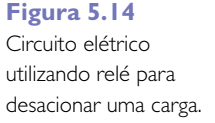 Figura 5.14
Circuito elétrico
utilizando relé para
desacionar uma carga.